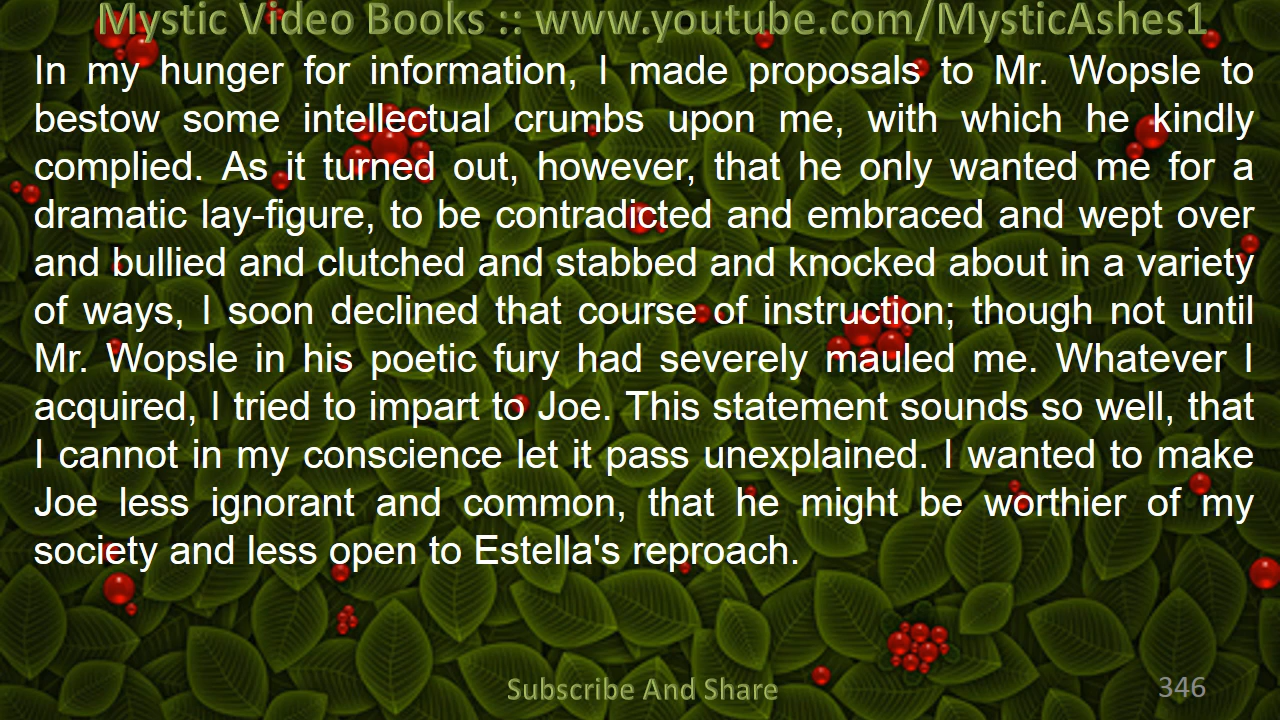 Mystic Video Books :: www.youtube.com/MysticAshes1
In my hunger for information, I made proposals to Mr. Wopsle to
bestow some intellectual crumbs upon me, with which he kindly
complied. As it turned out, however, that he only wanted me for a
dramatic lay-figure, to be contradicted and embraced and wept over
and bullied and clutched and stabbed and knocked about in a variety
of ways, I soon declined that course of instruction; though not until
Mr. Wopsle in his poetic fury had severely mauled me. Whatever I
acquired, I tried to impart to Joe. This statement sounds so well, that
I cannot in my conscience let it pass unexplained. I wanted to make
Joe less ignorant and common, that he might be worthier of my
society and less open to Estella's reproach.
Subscribe And Share
346